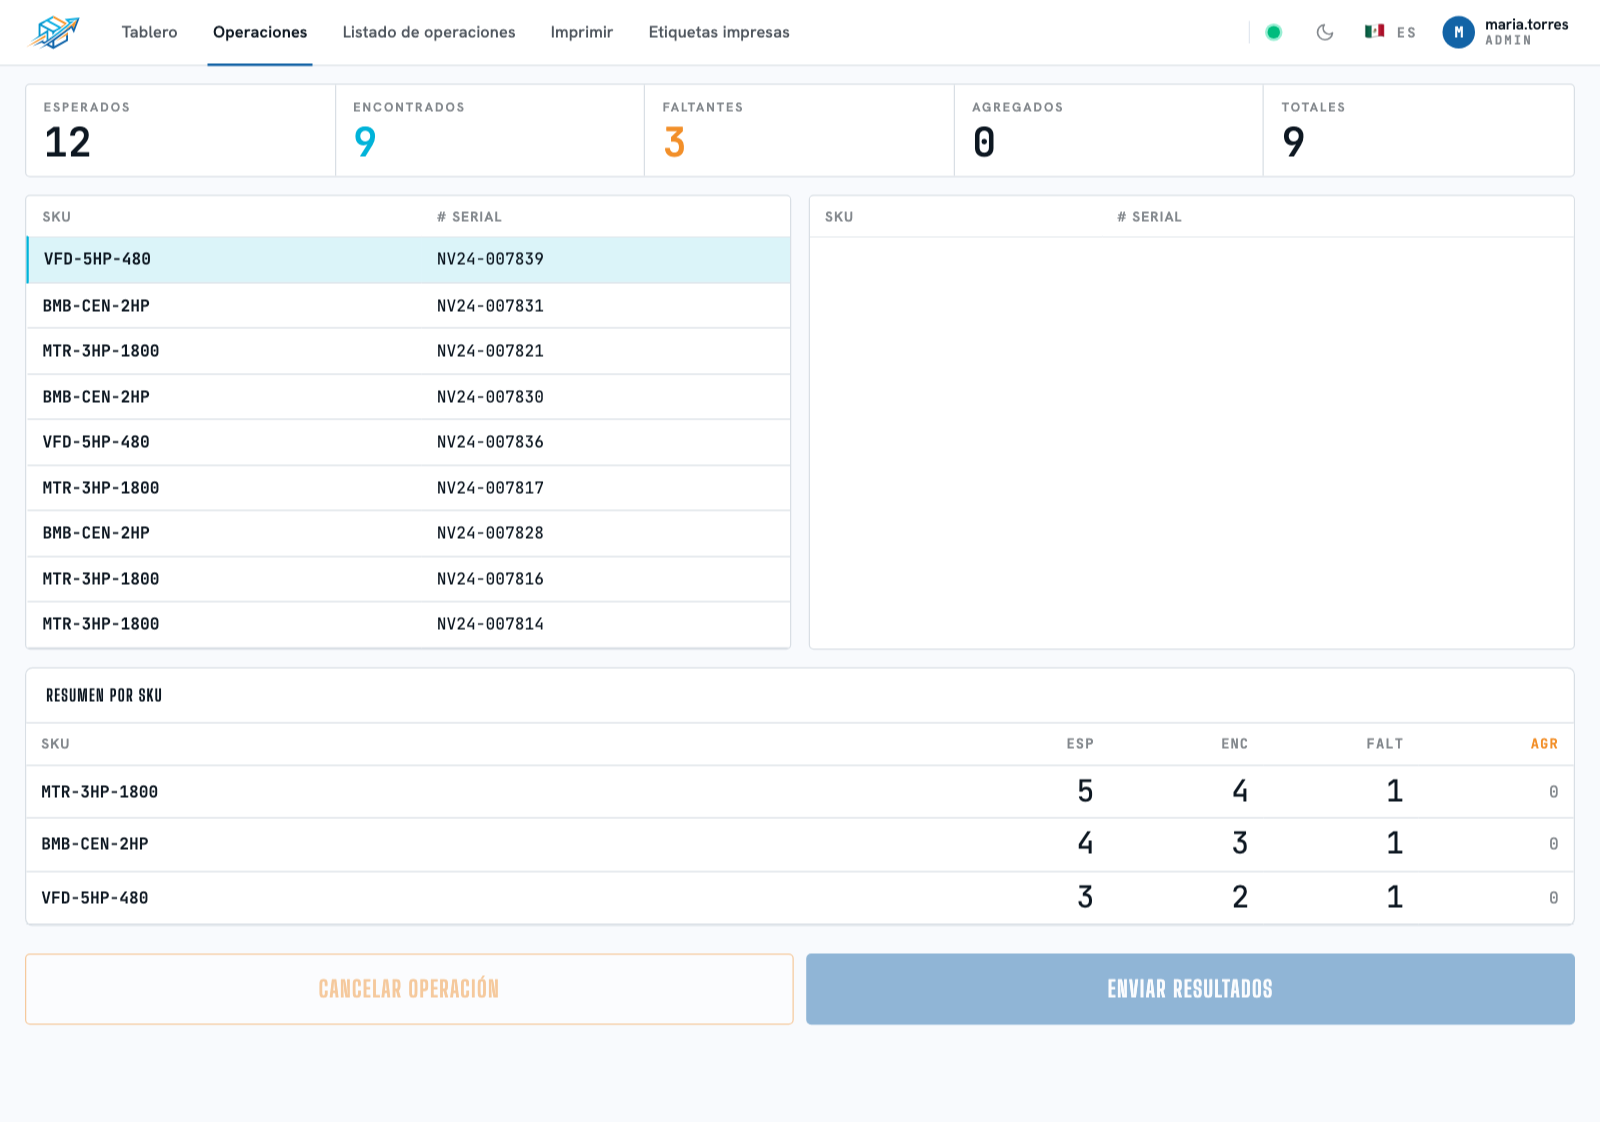 Tablero Operaciones Listado de operaciones Imprimir Etiquetas impresas ES M maria.torres
ADMIN
ESPERADOS ENCONTRADOS FALTANTES AGREGADOS TOTALES
12 9 3 0 9
SKU # SERIAL
VFD-5HP-480 NV24-007839
BMB-CEN-2HP NV24-007831
MTR-3HP-1800 NV24-007821
BMB-CEN-2HP NV24-007830
VFD-5HP-480 NV24-007836
MTR-3HP-1800 NV24-007817
BMB-CEN-2HP NV24-007828
MTR-3HP-1800 NV24-007816
MTR-3HP-1800 NV24-007814
SKU # SERIAL
RESUMEN POR SKU
SKU ESP ENC FALT AGR
MTR-3HP-1800 5 4 1 0
BMB-CEN-2HP 4 3 1 0
VFD-5HP-480 3 2 1 0
CANCELAR OPERACIÓN ENVIAR RESULTADOS